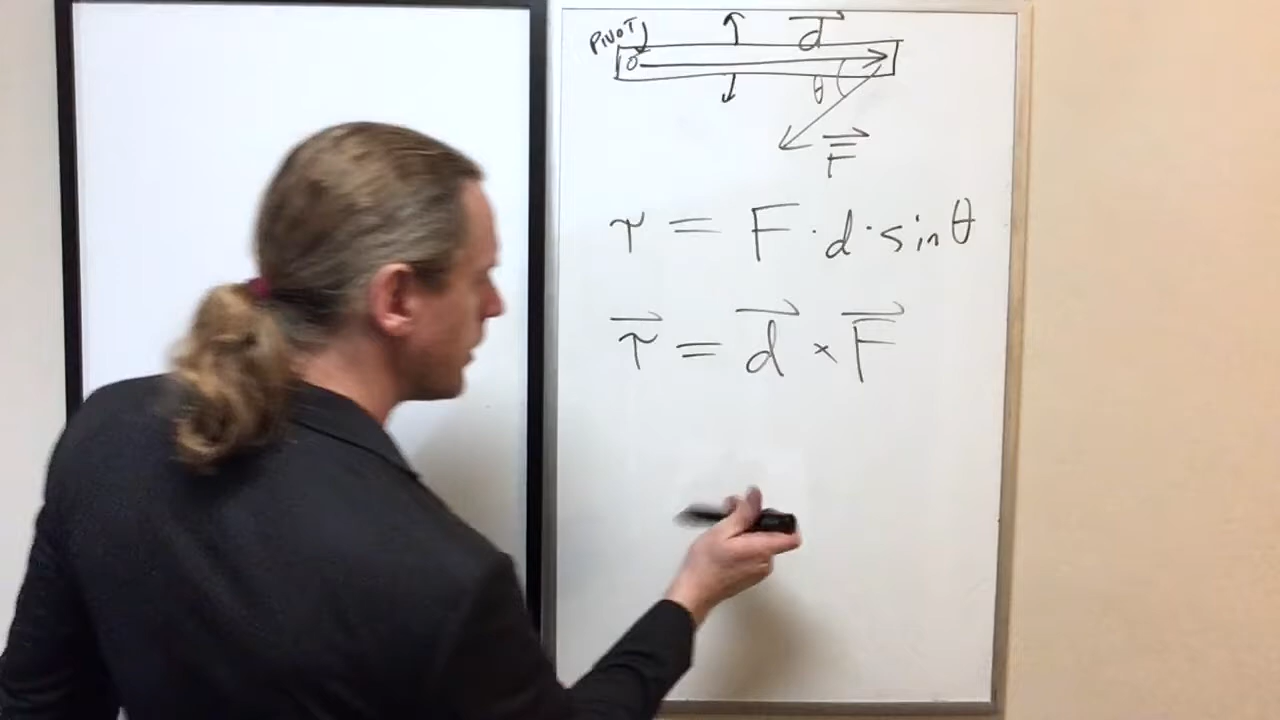 PIVOT
d⃗
θ
F⃗
τ = F · d · sin θ
τ⃗ = d⃗ × F⃗